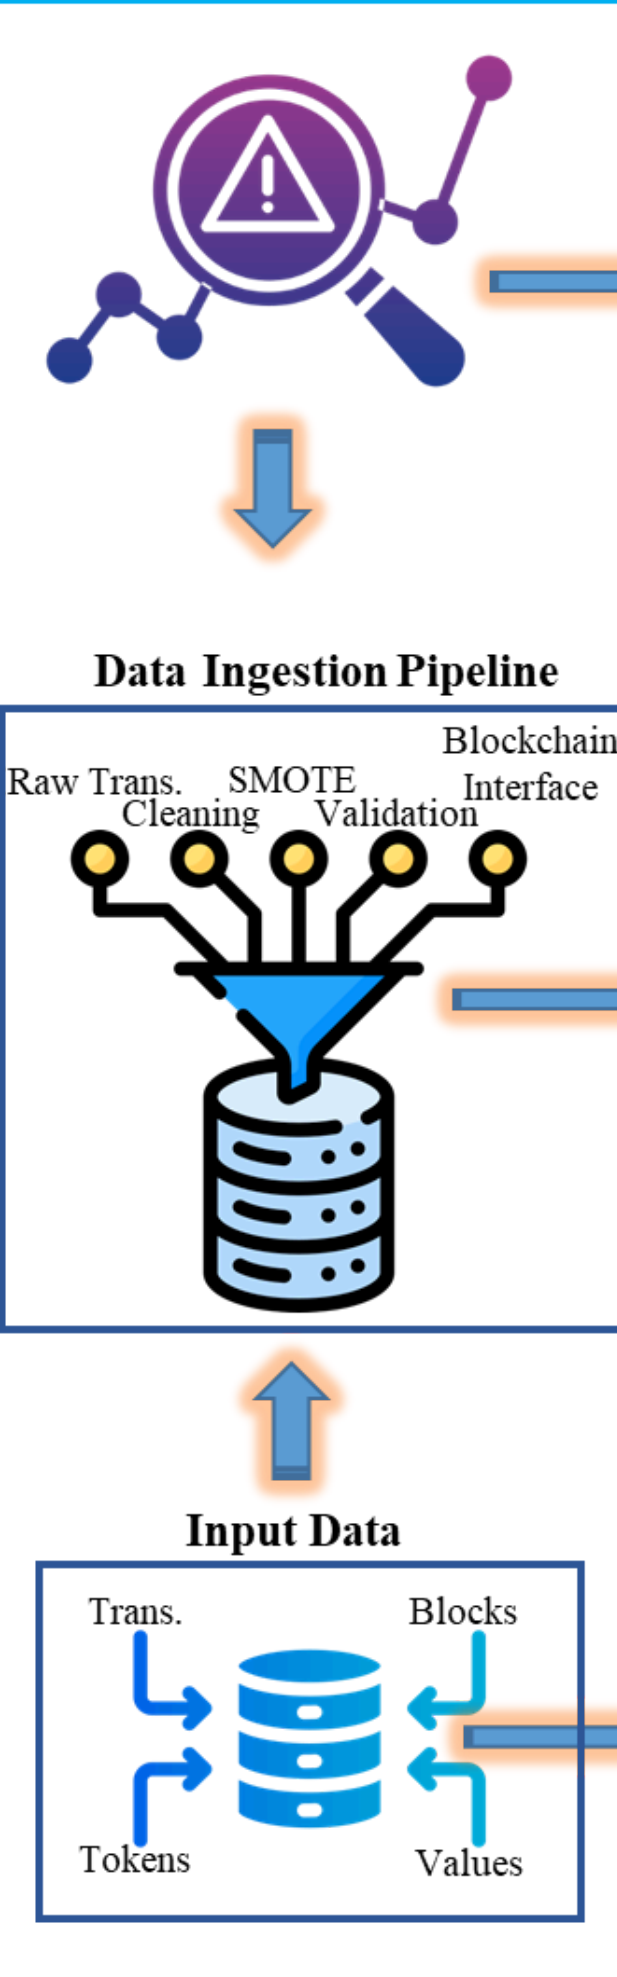 Data Ingestion Pipeline
Blockchain
Interface
Raw Trans.
SMOTE
Cleaning
Validation
Input Data
Trans.
Blocks
Tokens
Values